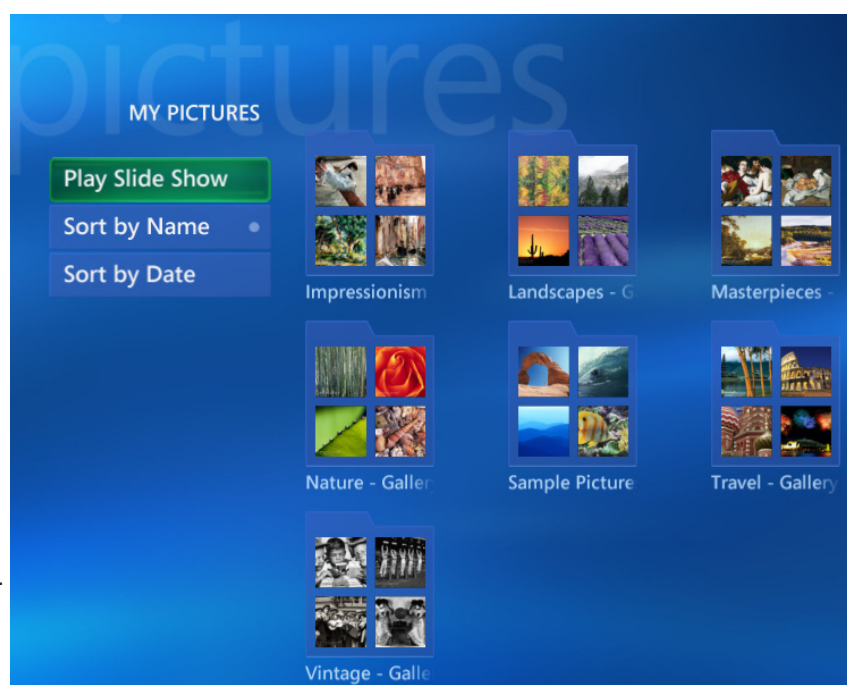 pictures
MY PICTURES
Play Slide Show
Sort by Name
Sort by Date
Impressionism
Landscapes - G
Masterpieces -
Nature - Galler
Sample Picture
Travel - Gallery
Vintage - Galle